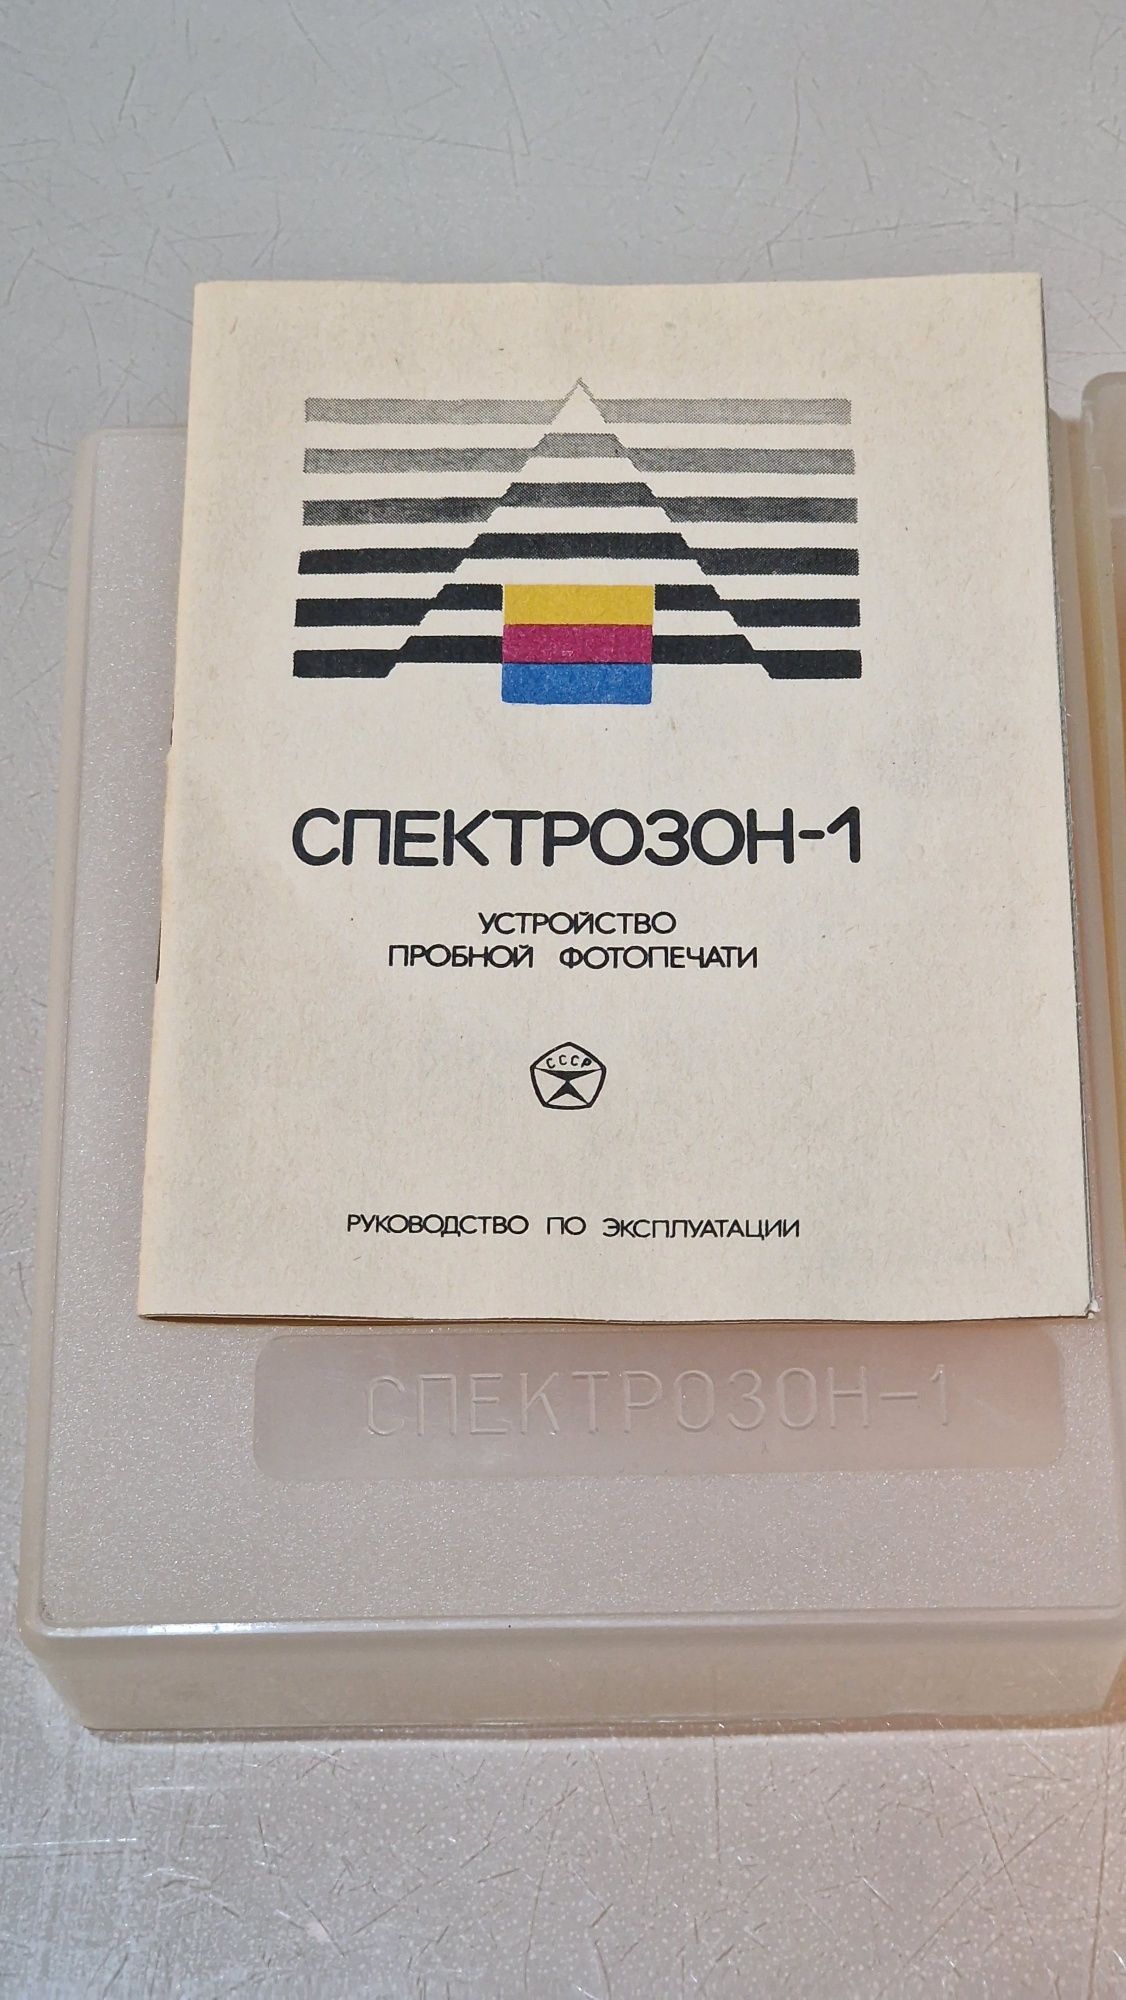 СПЕКТРОЗОН-1
УСТРОЙСТВО
ПРОБНОЙ ФОТОПЕЧАТИ
СССР
РУКОВОДСТВО ПО ЭКСПЛУАТАЦИИ
СПЕКТРОЗОН-1